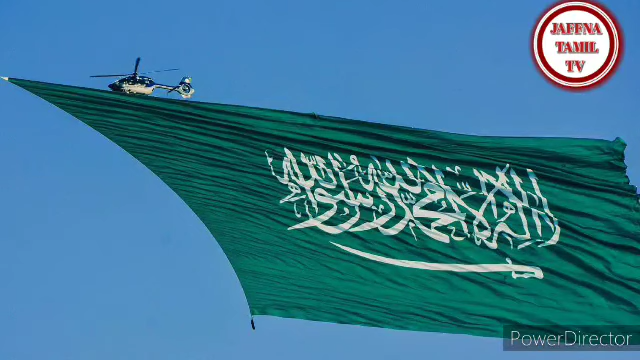 JAFFNA
TAMIL
TV
لا إله إلا الله محمد رسول الله
PowerDirector